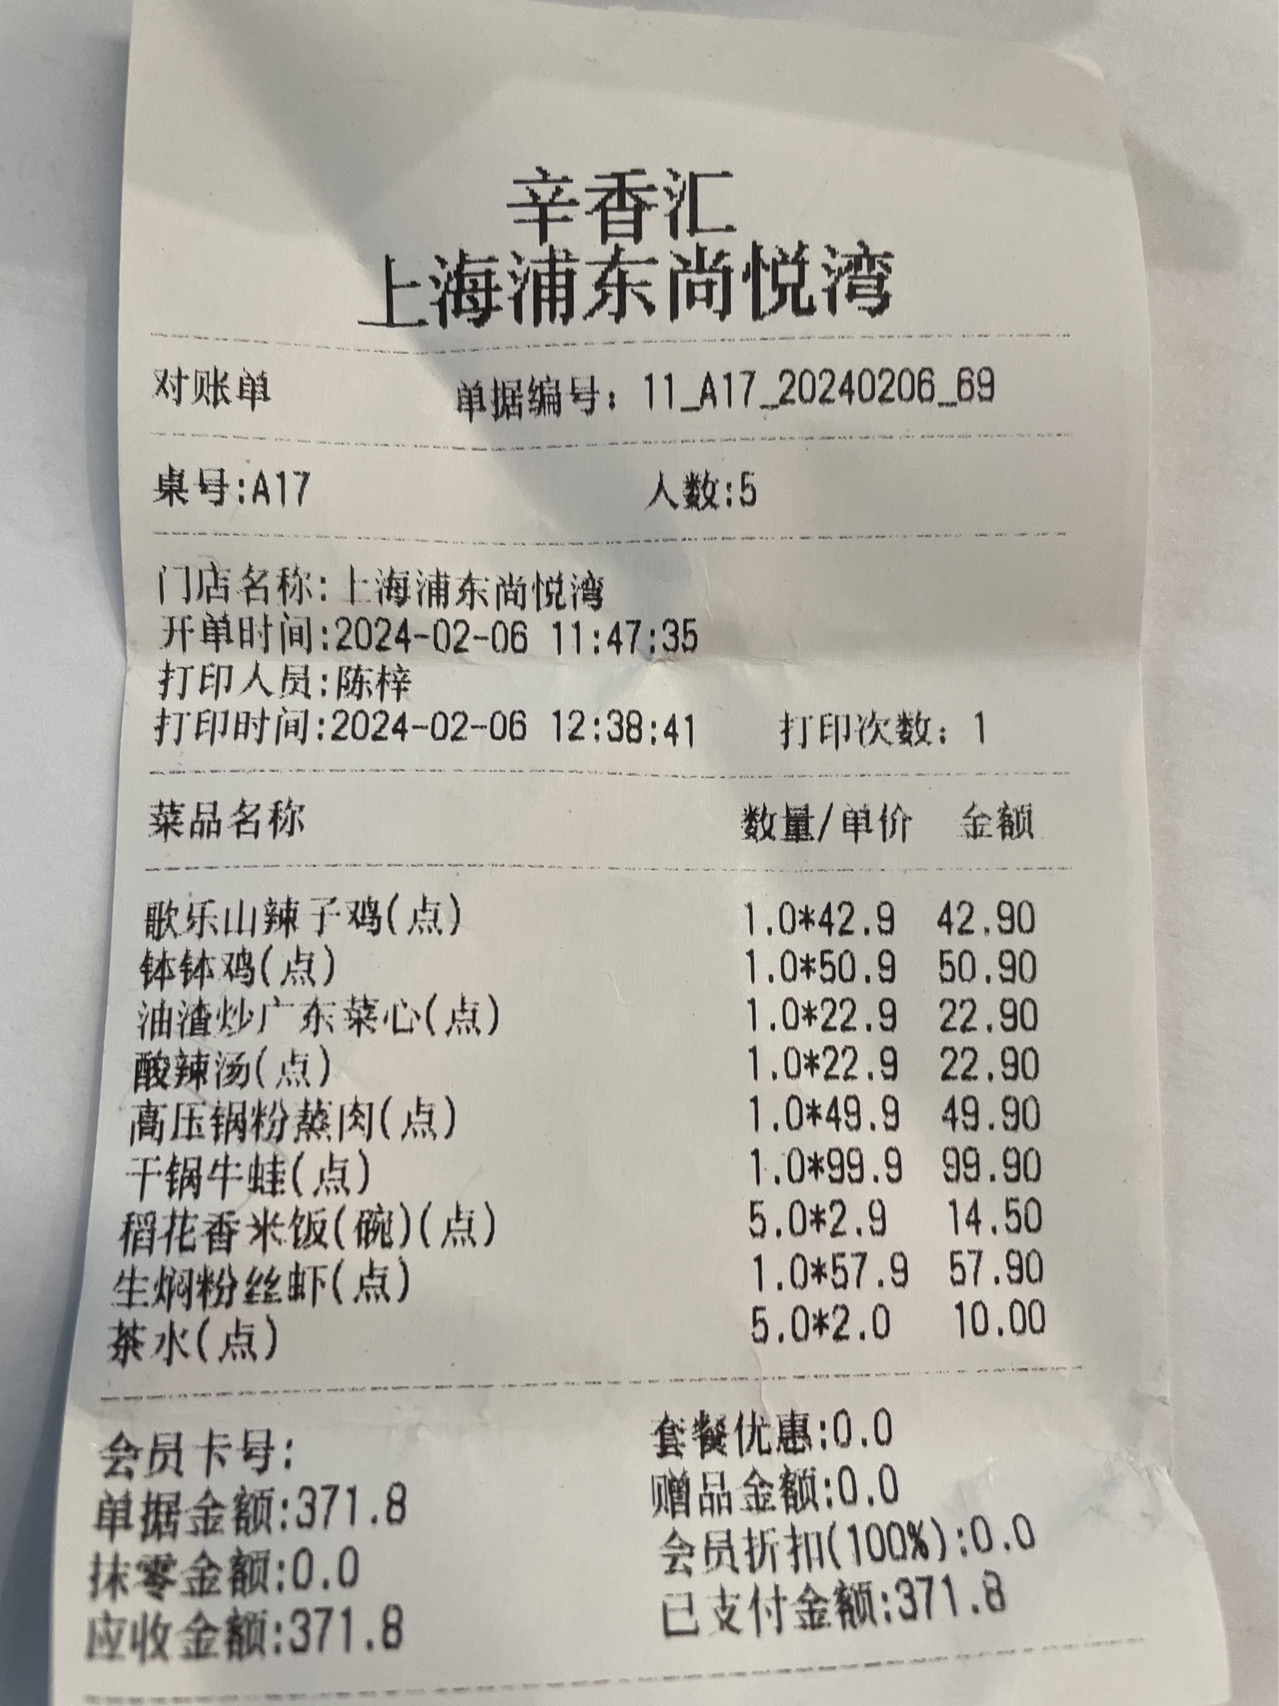 辛香汇
上海浦东尚悦湾
对账单 单据编号：11_A17_20240206_69
桌号:A17 人数:5
门店名称:上海浦东尚悦湾
开单时间:2024-02-06 11:47:35
打印人员:陈梓
打印时间:2024-02-06 12:38:41 打印次数：1
菜品名称 数量/单价 金额
歌乐山辣子鸡(点) 1.0*42.9 42.90
钵钵鸡(点) 1.0*50.9 50.90
油渣炒广东菜心(点) 1.0*22.9 22.90
酸辣汤(点) 1.0*22.9 22.90
高压锅粉蒸肉(点) 1.0*49.9 49.90
干锅牛蛙(点) 1.0*99.9 99.90
稻花香米饭(碗)(点) 5.0*2.9 14.50
生焖粉丝虾(点) 1.0*57.9 57.90
茶水(点) 5.0*2.0 10.00
会员卡号: 套餐优惠:0.0
单据金额:371.8 赠品金额:0.0
抹零金额:0.0 会员折扣(100%):0.0
应收金额:371.8 已支付金额:371.8